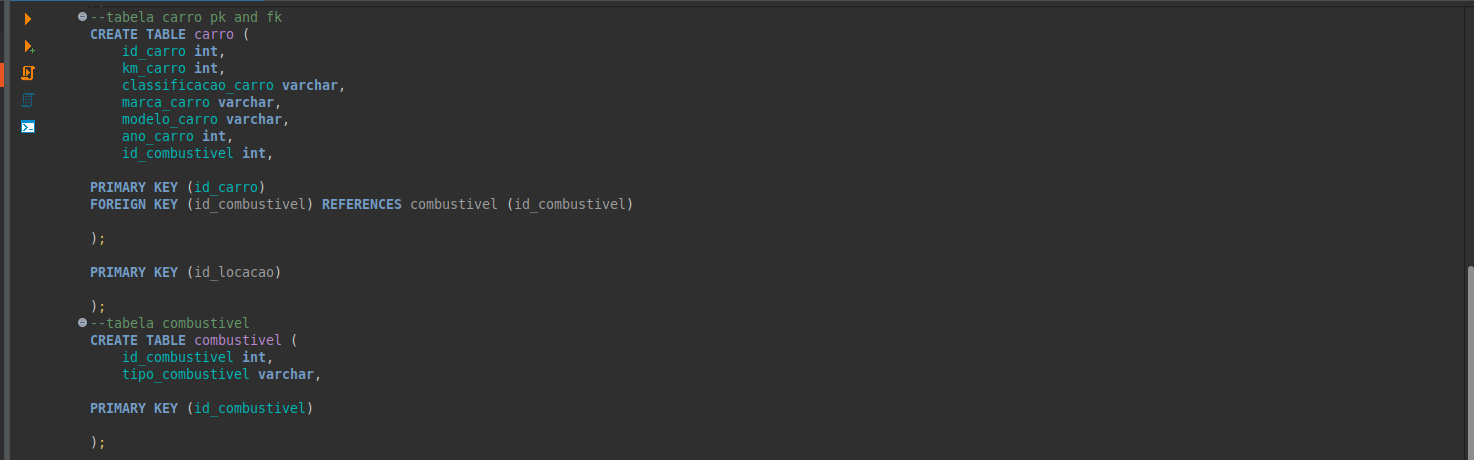 --tabela carro pk and fk
CREATE TABLE carro (
id_carro int,
km_carro int,
classificacao_carro varchar,
marca_carro varchar,
modelo_carro varchar,
ano_carro int,
id_combustivel int,
PRIMARY KEY (id_carro)
FOREIGN KEY (id_combustivel) REFERENCES combustivel (id_combustivel)
);
PRIMARY KEY (id_locacao)
);
--tabela combustivel
CREATE TABLE combustivel (
id_combustivel int,
tipo_combustivel varchar,
PRIMARY KEY (id_combustivel)
);